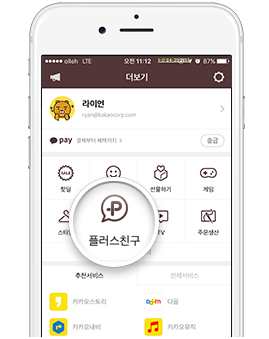 olleh LTE 오전 11:12 87%
더보기
라이언
ryan@kakaocorp.com
pay 결제부터 혜택까지 > 송금
SALE
핫딜 선물하기 게임
스타일 TV 주문생산
P
플러스친구
추천서비스 전체서비스
카카오스토리 daum 다음
카카오내비 카카오뮤직